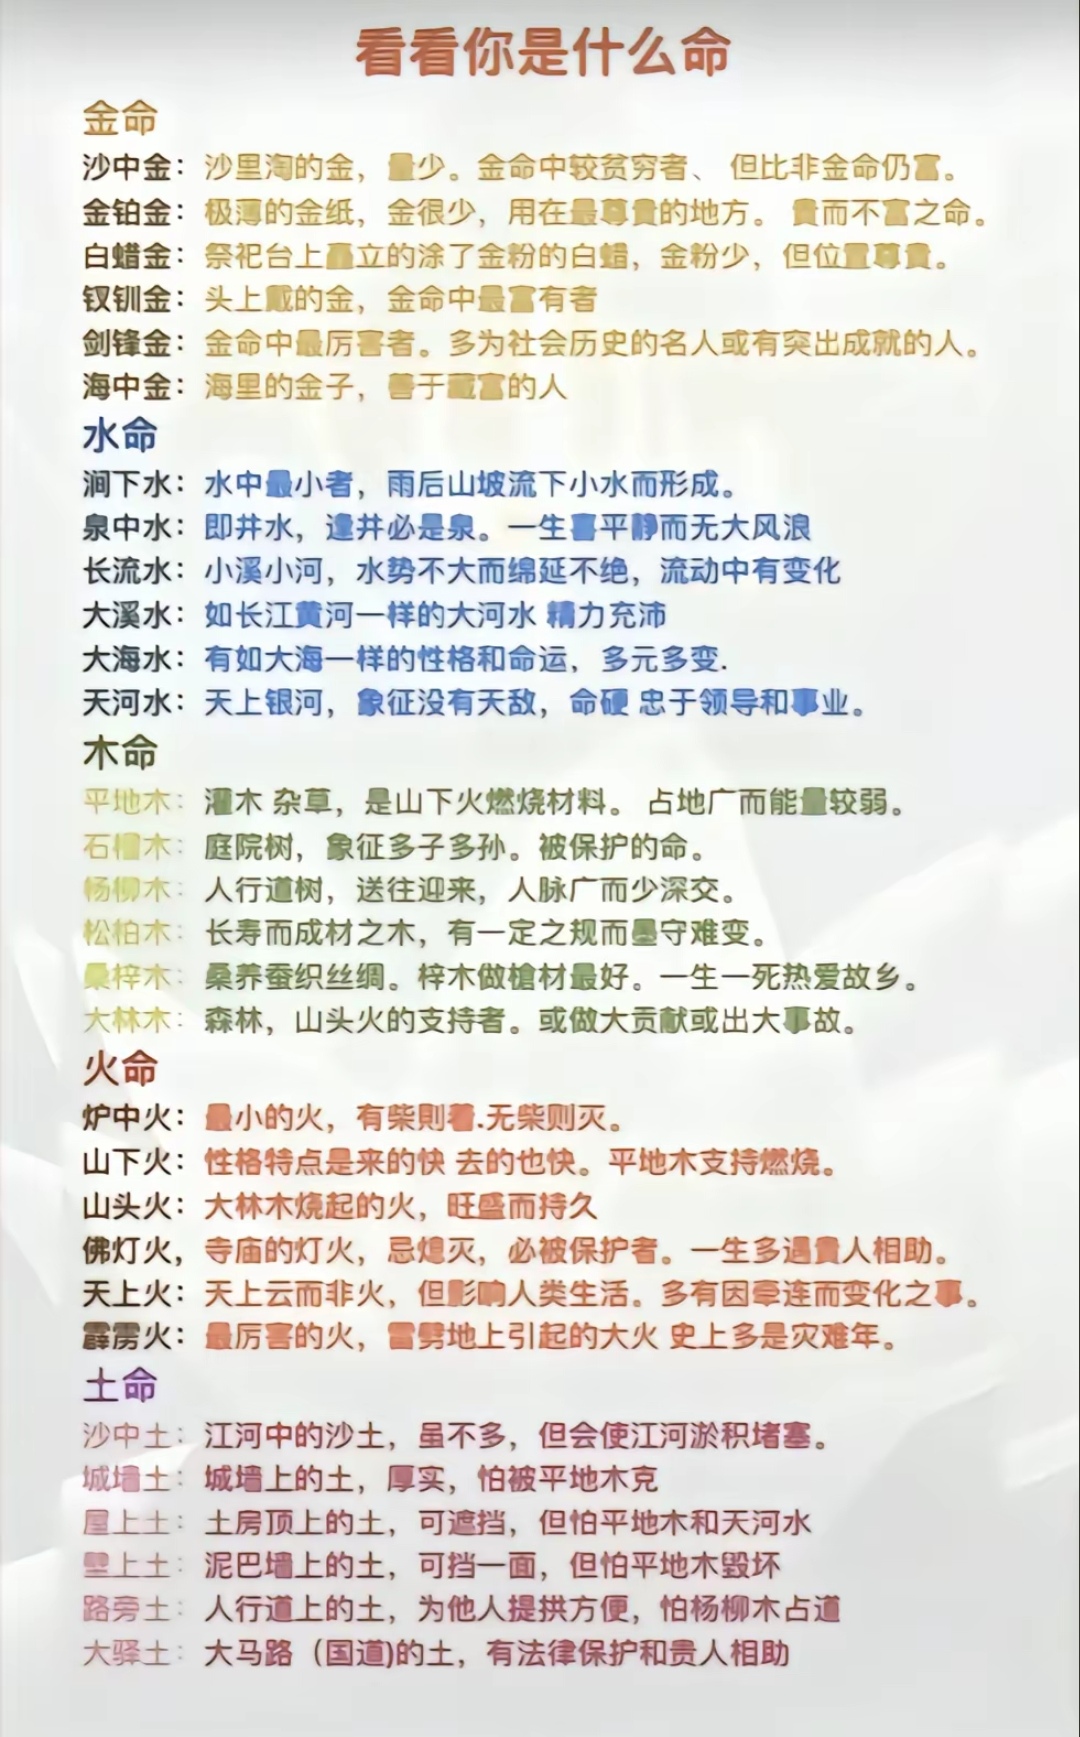 看看你是什么命
金命
沙中金：沙里淘的金，量少。金命中较贫穷者、但比非金命仍富。
金铂金：极薄的金纸，金很少，用在最尊貴的地方。貴而不富之命。
白蜡金：祭祀台上矗立的涂了金粉的白蜡，金粉少，但位置尊貴。
钗钏金：头上戴的金，金命中最富有者
剑锋金：金命中最厉害者。多为社会历史的名人或有突出成就的人。
海中金：海里的金子，善于藏富的人
水命
涧下水：水中最小者，雨后山坡流下小水而形成。
泉中水：即井水，逢井必是泉。一生喜平静而无大风浪
长流水：小溪小河，水势不大而绵延不绝，流动中有变化
大溪水：如长江黄河一样的大河水 精力充沛
大海水：有如大海一样的性格和命运，多元多变.
天河水：天上银河，象征没有天敌，命硬 忠于领导和事业。
木命
平地木：灌木 杂草，是山下火燃烧材料。占地广而能量较弱。
石榴木：庭院树，象征多子多孙。被保护的命。
杨柳木：人行道树，送往迎来，人脉广而少深交。
松柏木：长寿而成材之木，有一定之规而墨守难变。
桑梓木：桑养蚕织丝绸。梓木做槍材最好。一生一死热爱故乡。
大林木：森林，山头火的支持者。或做大贡献或出大事故。
火命
炉中火：最小的火，有柴則着.无柴则灭。
山下火：性格特点是来的快 去的也快。平地木支持燃烧。
山头火：大林木烧起的火，旺盛而持久
佛灯火，寺庙的灯火，忌熄灭，必被保护者。一生多遇貴人相助。
天上火：天上云而非火，但影响人类生活。多有因牵连而变化之事。
霹雳火：最厉害的火，雷劈地上引起的大火 史上多是灾难年。
土命
沙中土：江河中的沙土，虽不多，但会使江河淤积堵塞。
城墙土：城墙上的土，厚实，怕被平地木克
屋上土：土房顶上的土，可遮挡，但怕平地木和天河水
壁上土：泥巴墙上的土，可挡一面，但怕平地木毁坏
路旁土：人行道上的土，为他人提拱方便，怕杨柳木占道
大驿土：大马路（国道)的土，有法律保护和贵人相助